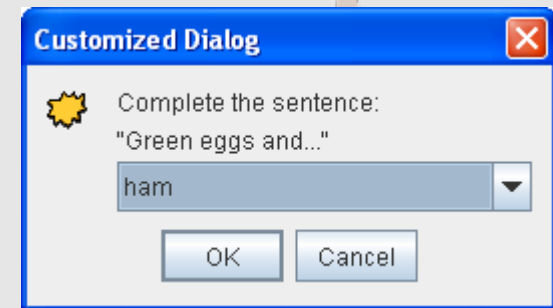 Customized Dialog
Complete the sentence:
"Green eggs and..."
ham
OK Cancel